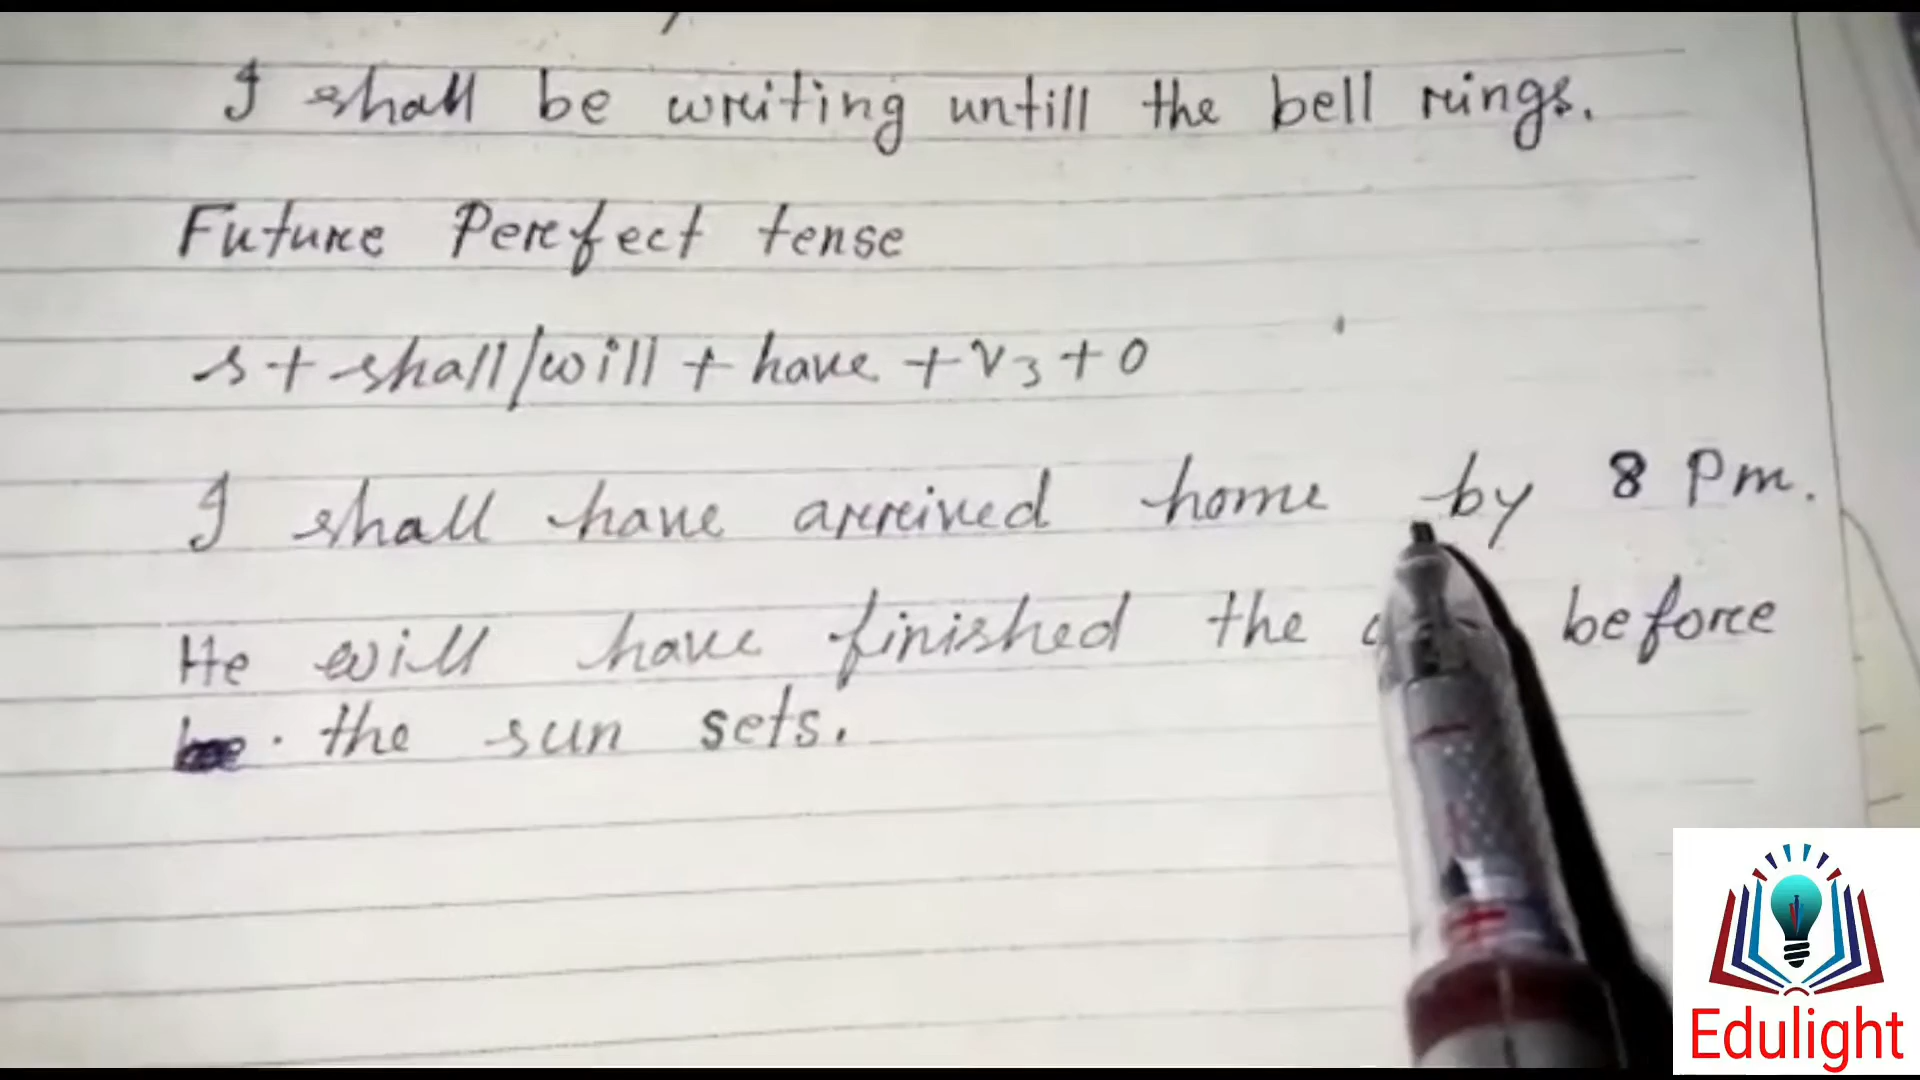 I shall be writing untill the bell rings.
Future Perfect tense
s + shall/will + have + V3 + O
I shall have arrived home by 8 Pm.
He will have finished the before
the sun sets.
Edulight